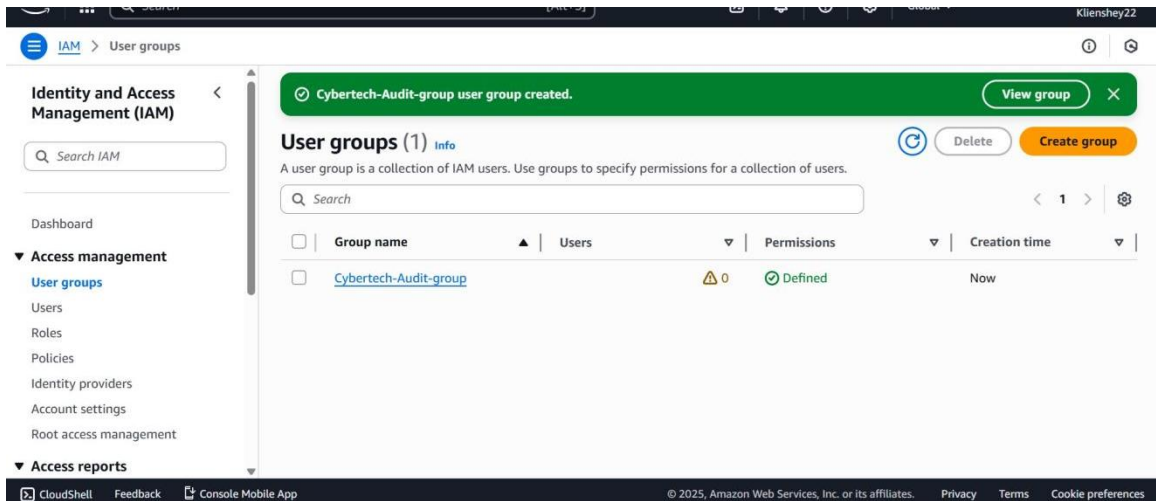 Search
[Alt+S]
Global
Klienshey22
IAM > User groups
Identity and Access
Management (IAM)
Search IAM
Dashboard
Access management
User groups
Users
Roles
Policies
Identity providers
Account settings
Root access management
Access reports
Cybertech-Audit-group user group created.
View group
User groups (1) Info
Delete
Create group
A user group is a collection of IAM users. Use groups to specify permissions for a collection of users.
Search
1
Group name Users Permissions Creation time
Cybertech-Audit-group 0 Defined Now
CloudShell Feedback Console Mobile App © 2025, Amazon Web Services, Inc. or its affiliates. Privacy Terms Cookie preferences